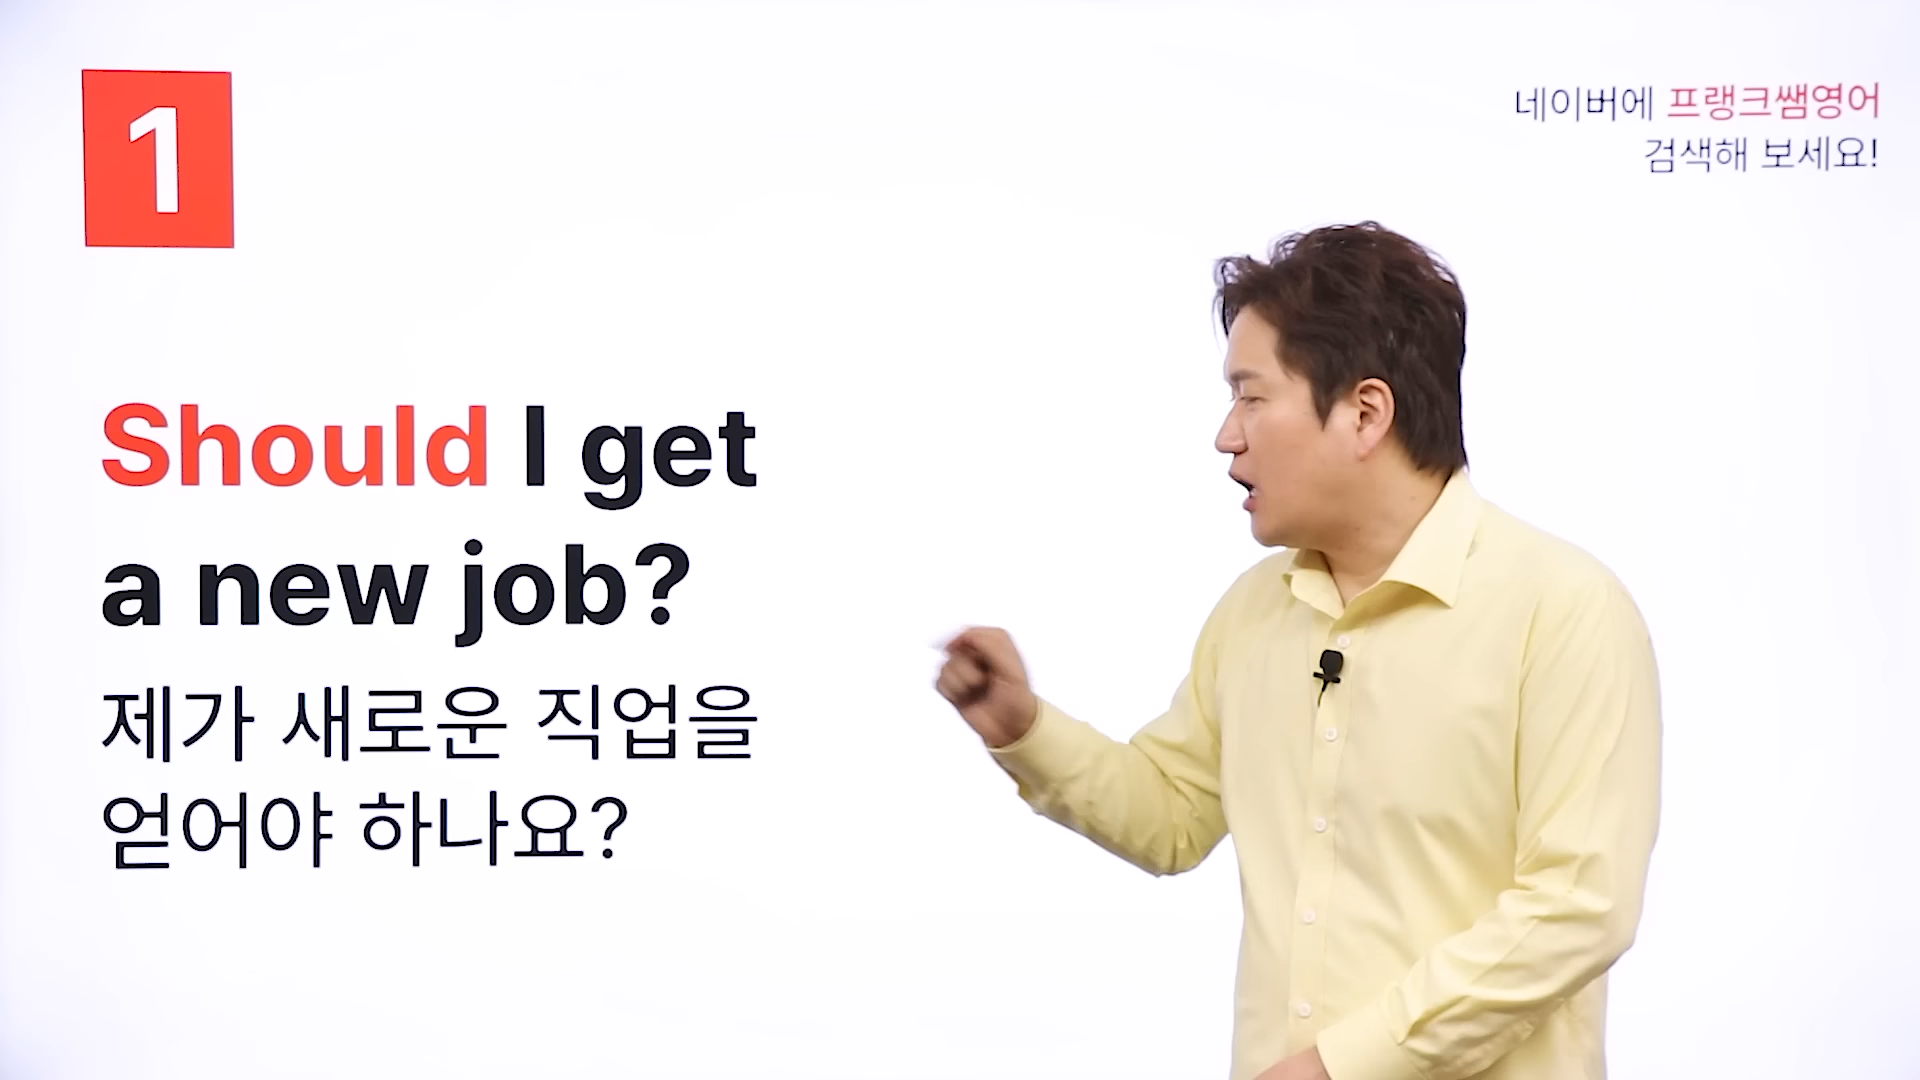 1
네이버에 프랭크쌤영어
검색해 보세요!
Should I get
a new job?
제가 새로운 직업을
얻어야 하나요?